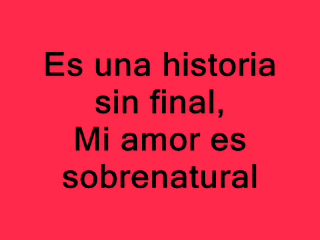 Es una historia
sin final,
Mi amor es
sobrenatural